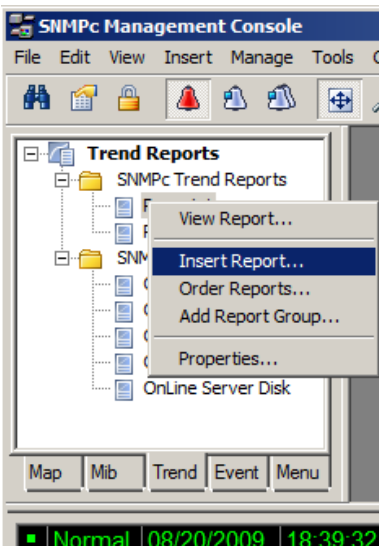 SNMPc Management Console
File Edit View Insert Manage Tools
Trend Reports
SNMPc Trend Reports
View Report...
Insert Report...
Order Reports...
Add Report Group...
Properties...
OnLine Server Disk
Map Mib Trend Event Menu
Normal 08/20/2009 18:39:32